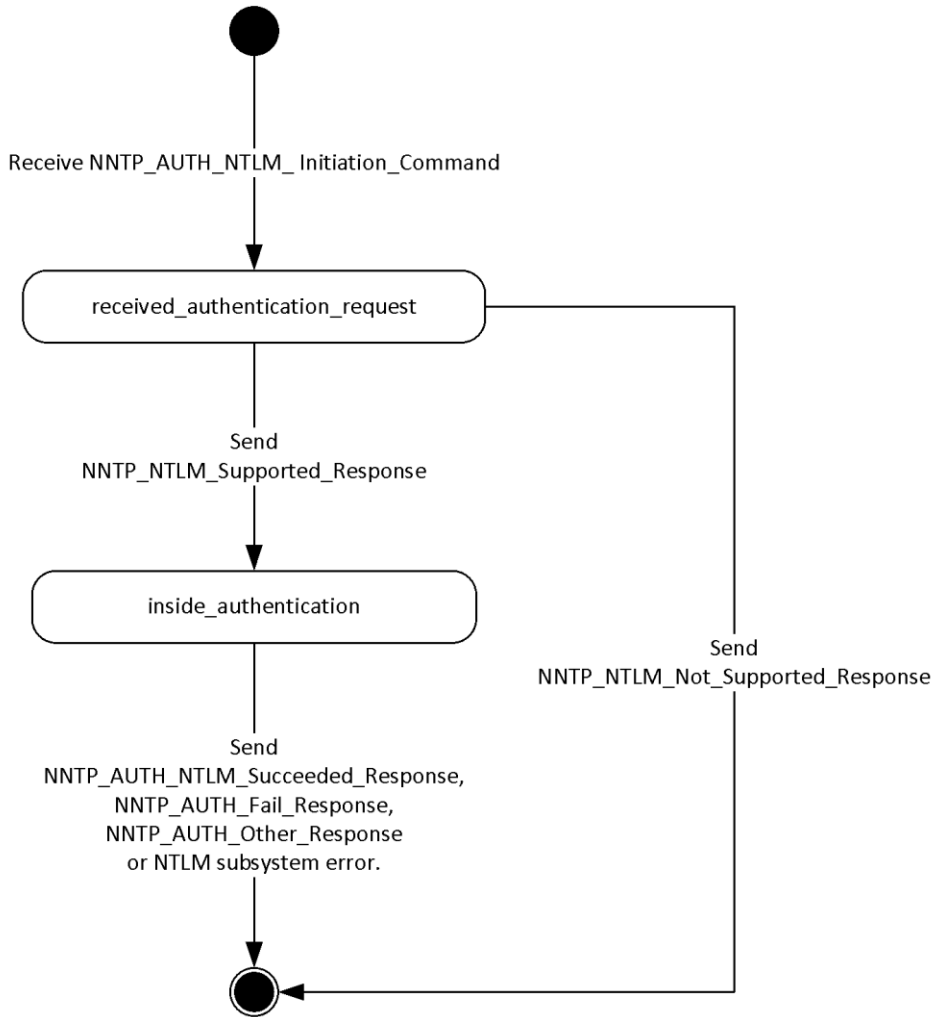 Receive NNTP_AUTH_NTLM_ Initiation_Command
received_authentication_request
Send
NNTP_NTLM_Supported_Response
inside_authentication
Send
NNTP_NTLM_Not_Supported_Response
Send
NNTP_AUTH_NTLM_Succeeded_Response,
NNTP_AUTH_Fail_Response,
NNTP_AUTH_Other_Response
or NTLM subsystem error.